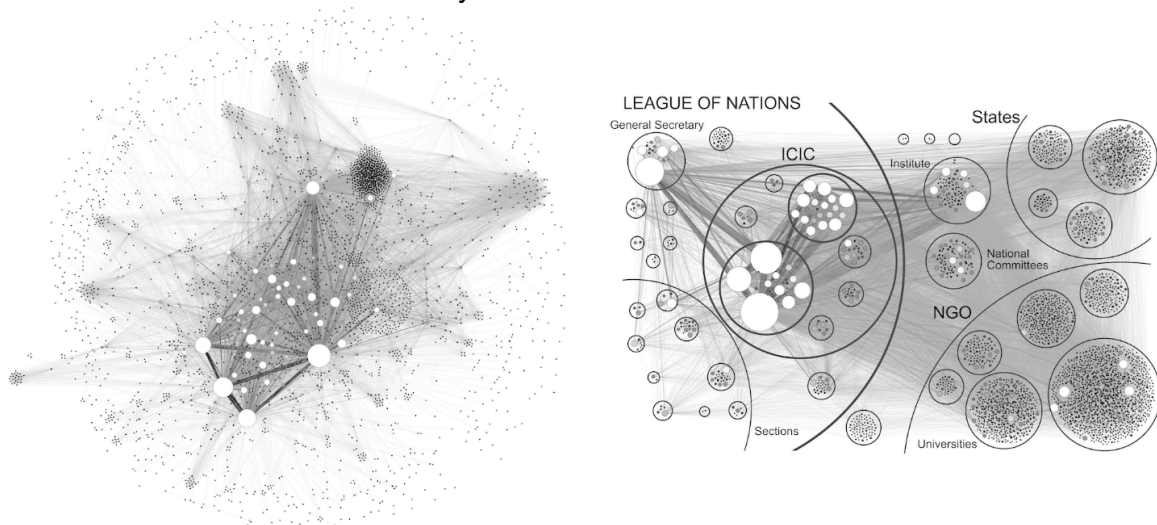 LEAGUE OF NATIONS
General Secretary
States
ICIC
Institute
National
Committees
NGO
Sections
Universities